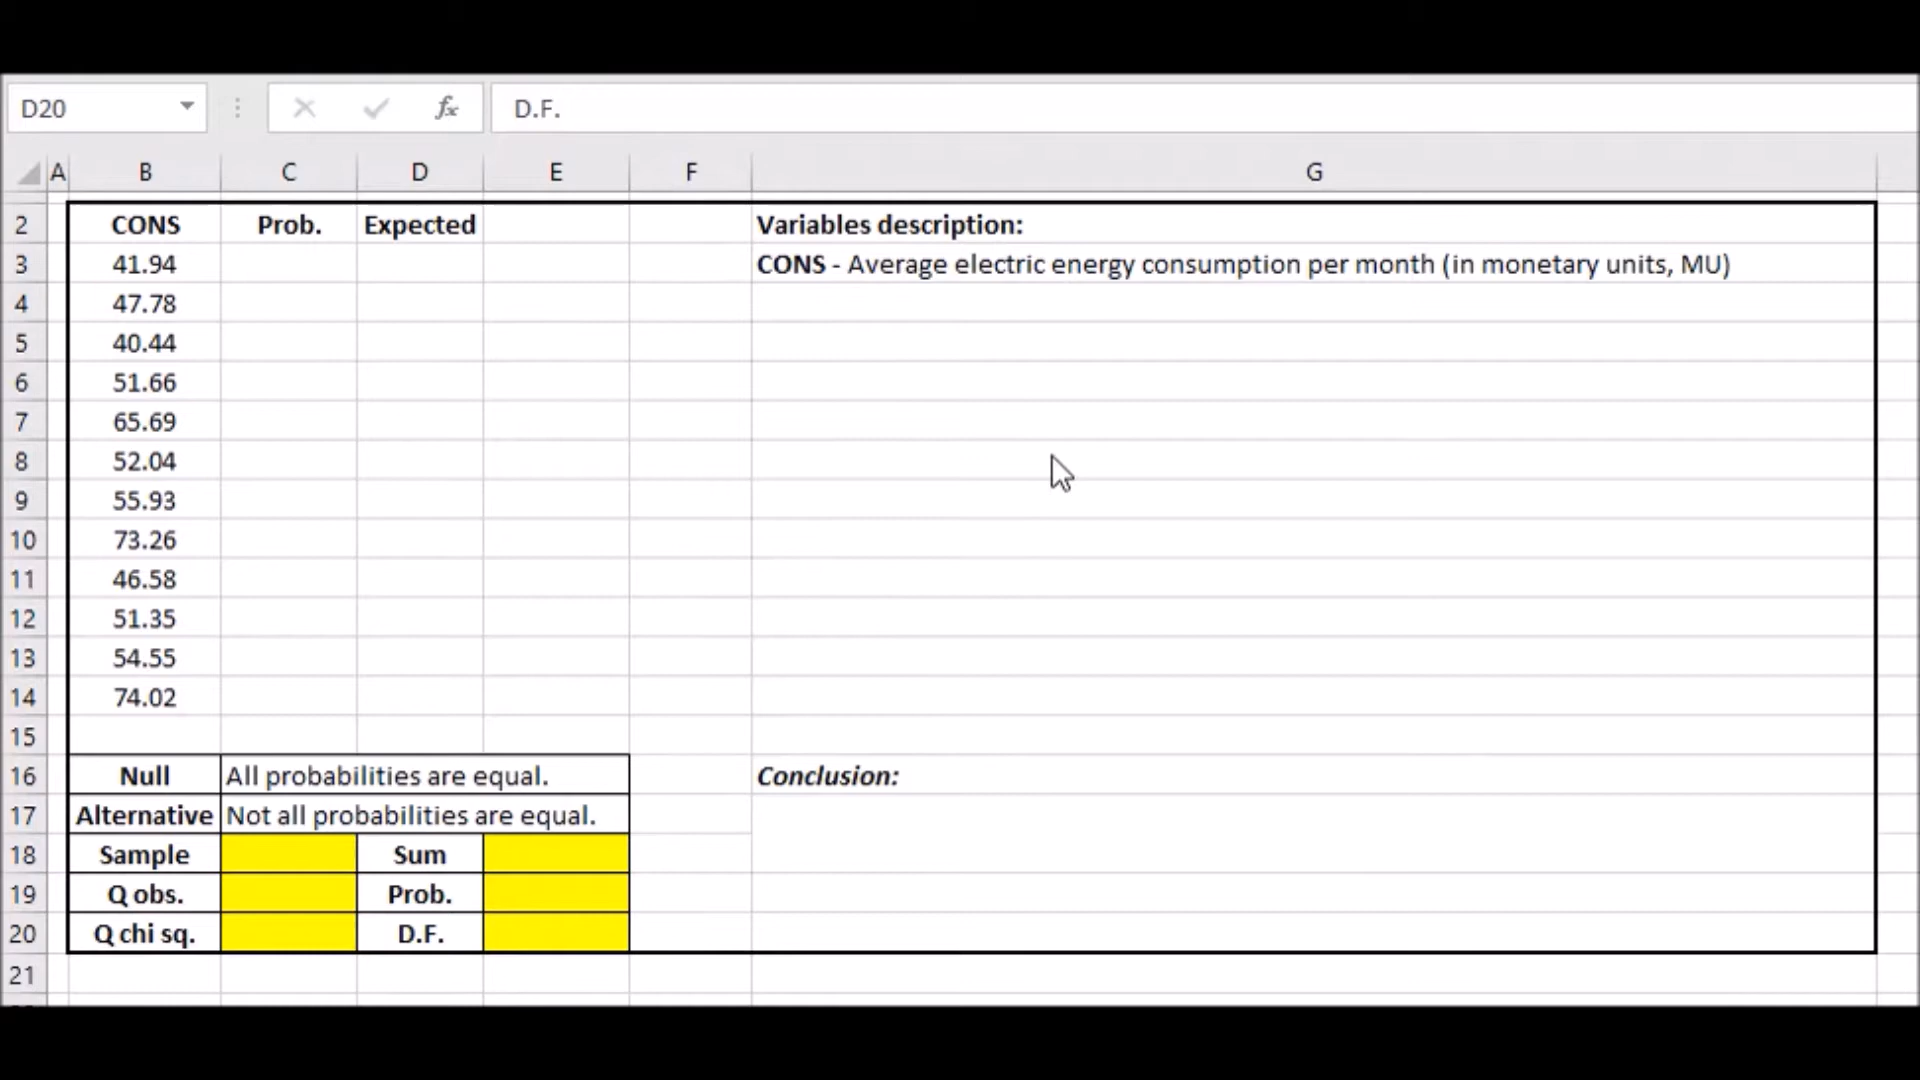 D20 fx D.F.
A B C D E F G
2 CONS Prob. Expected Variables description:
3 41.94 CONS - Average electric energy consumption per month (in monetary units, MU)
4 47.78
5 40.44
6 51.66
7 65.69
8 52.04
9 55.93
10 73.26
11 46.58
12 51.35
13 54.55
14 74.02
15
16 Null All probabilities are equal. Conclusion:
17 Alternative Not all probabilities are equal.
18 Sample Sum
19 Q obs. Prob.
20 Q chi sq. D.F.
21